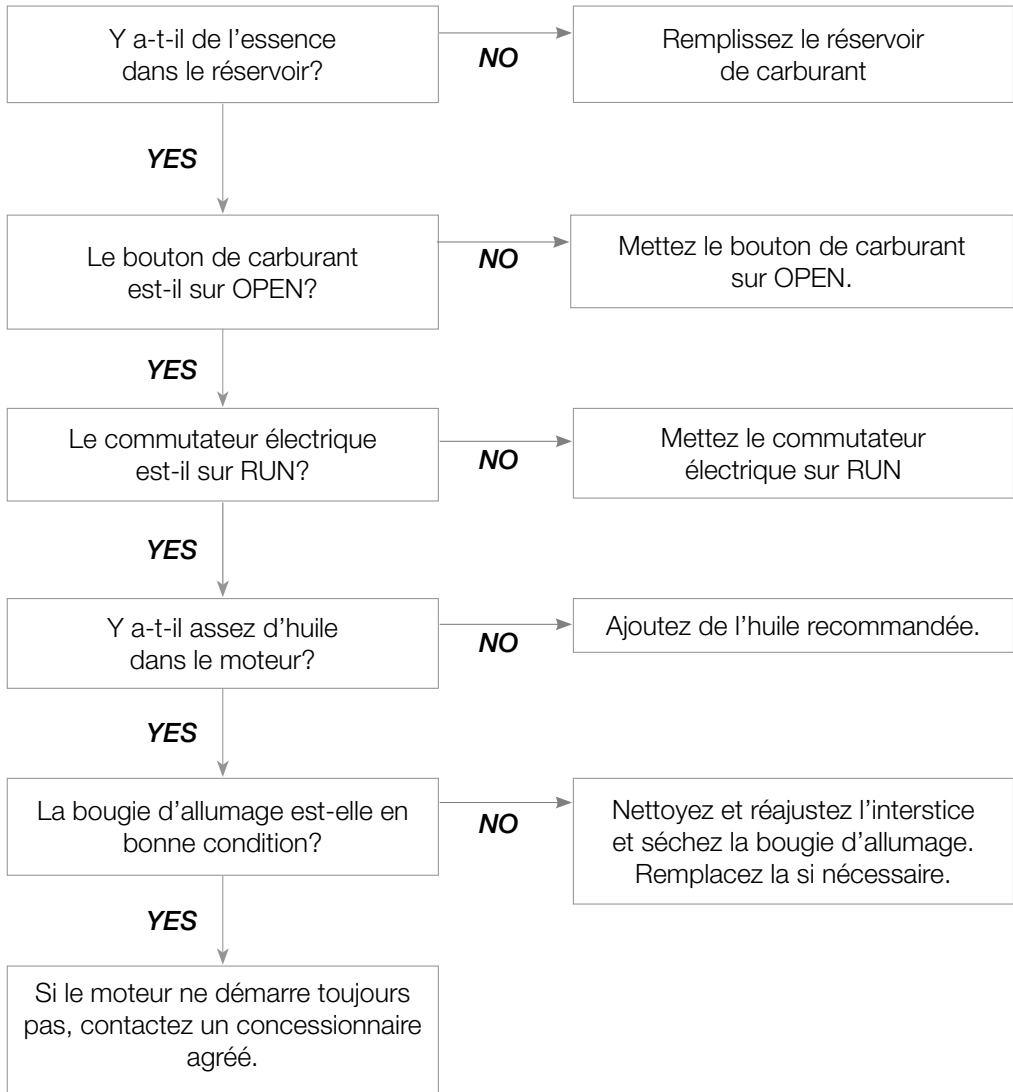 Y a-t-il de l’essence
dans le réservoir?
NO
Remplissez le réservoir
de carburant
YES
Le bouton de carburant
est-il sur OPEN?
NO
Mettez le bouton de carburant
sur OPEN.
YES
Le commutateur électrique
est-il sur RUN?
NO
Mettez le commutateur
électrique sur RUN
YES
Y a-t-il assez d’huile
dans le moteur?
NO
Ajoutez de l’huile recommandée.
YES
La bougie d’allumage est-elle en
bonne condition?
NO
Nettoyez et réajustez l’interstice
et séchez la bougie d’allumage.
Remplacez la si nécessaire.
YES
Si le moteur ne démarre toujours
pas, contactez un concessionnaire
agréé.